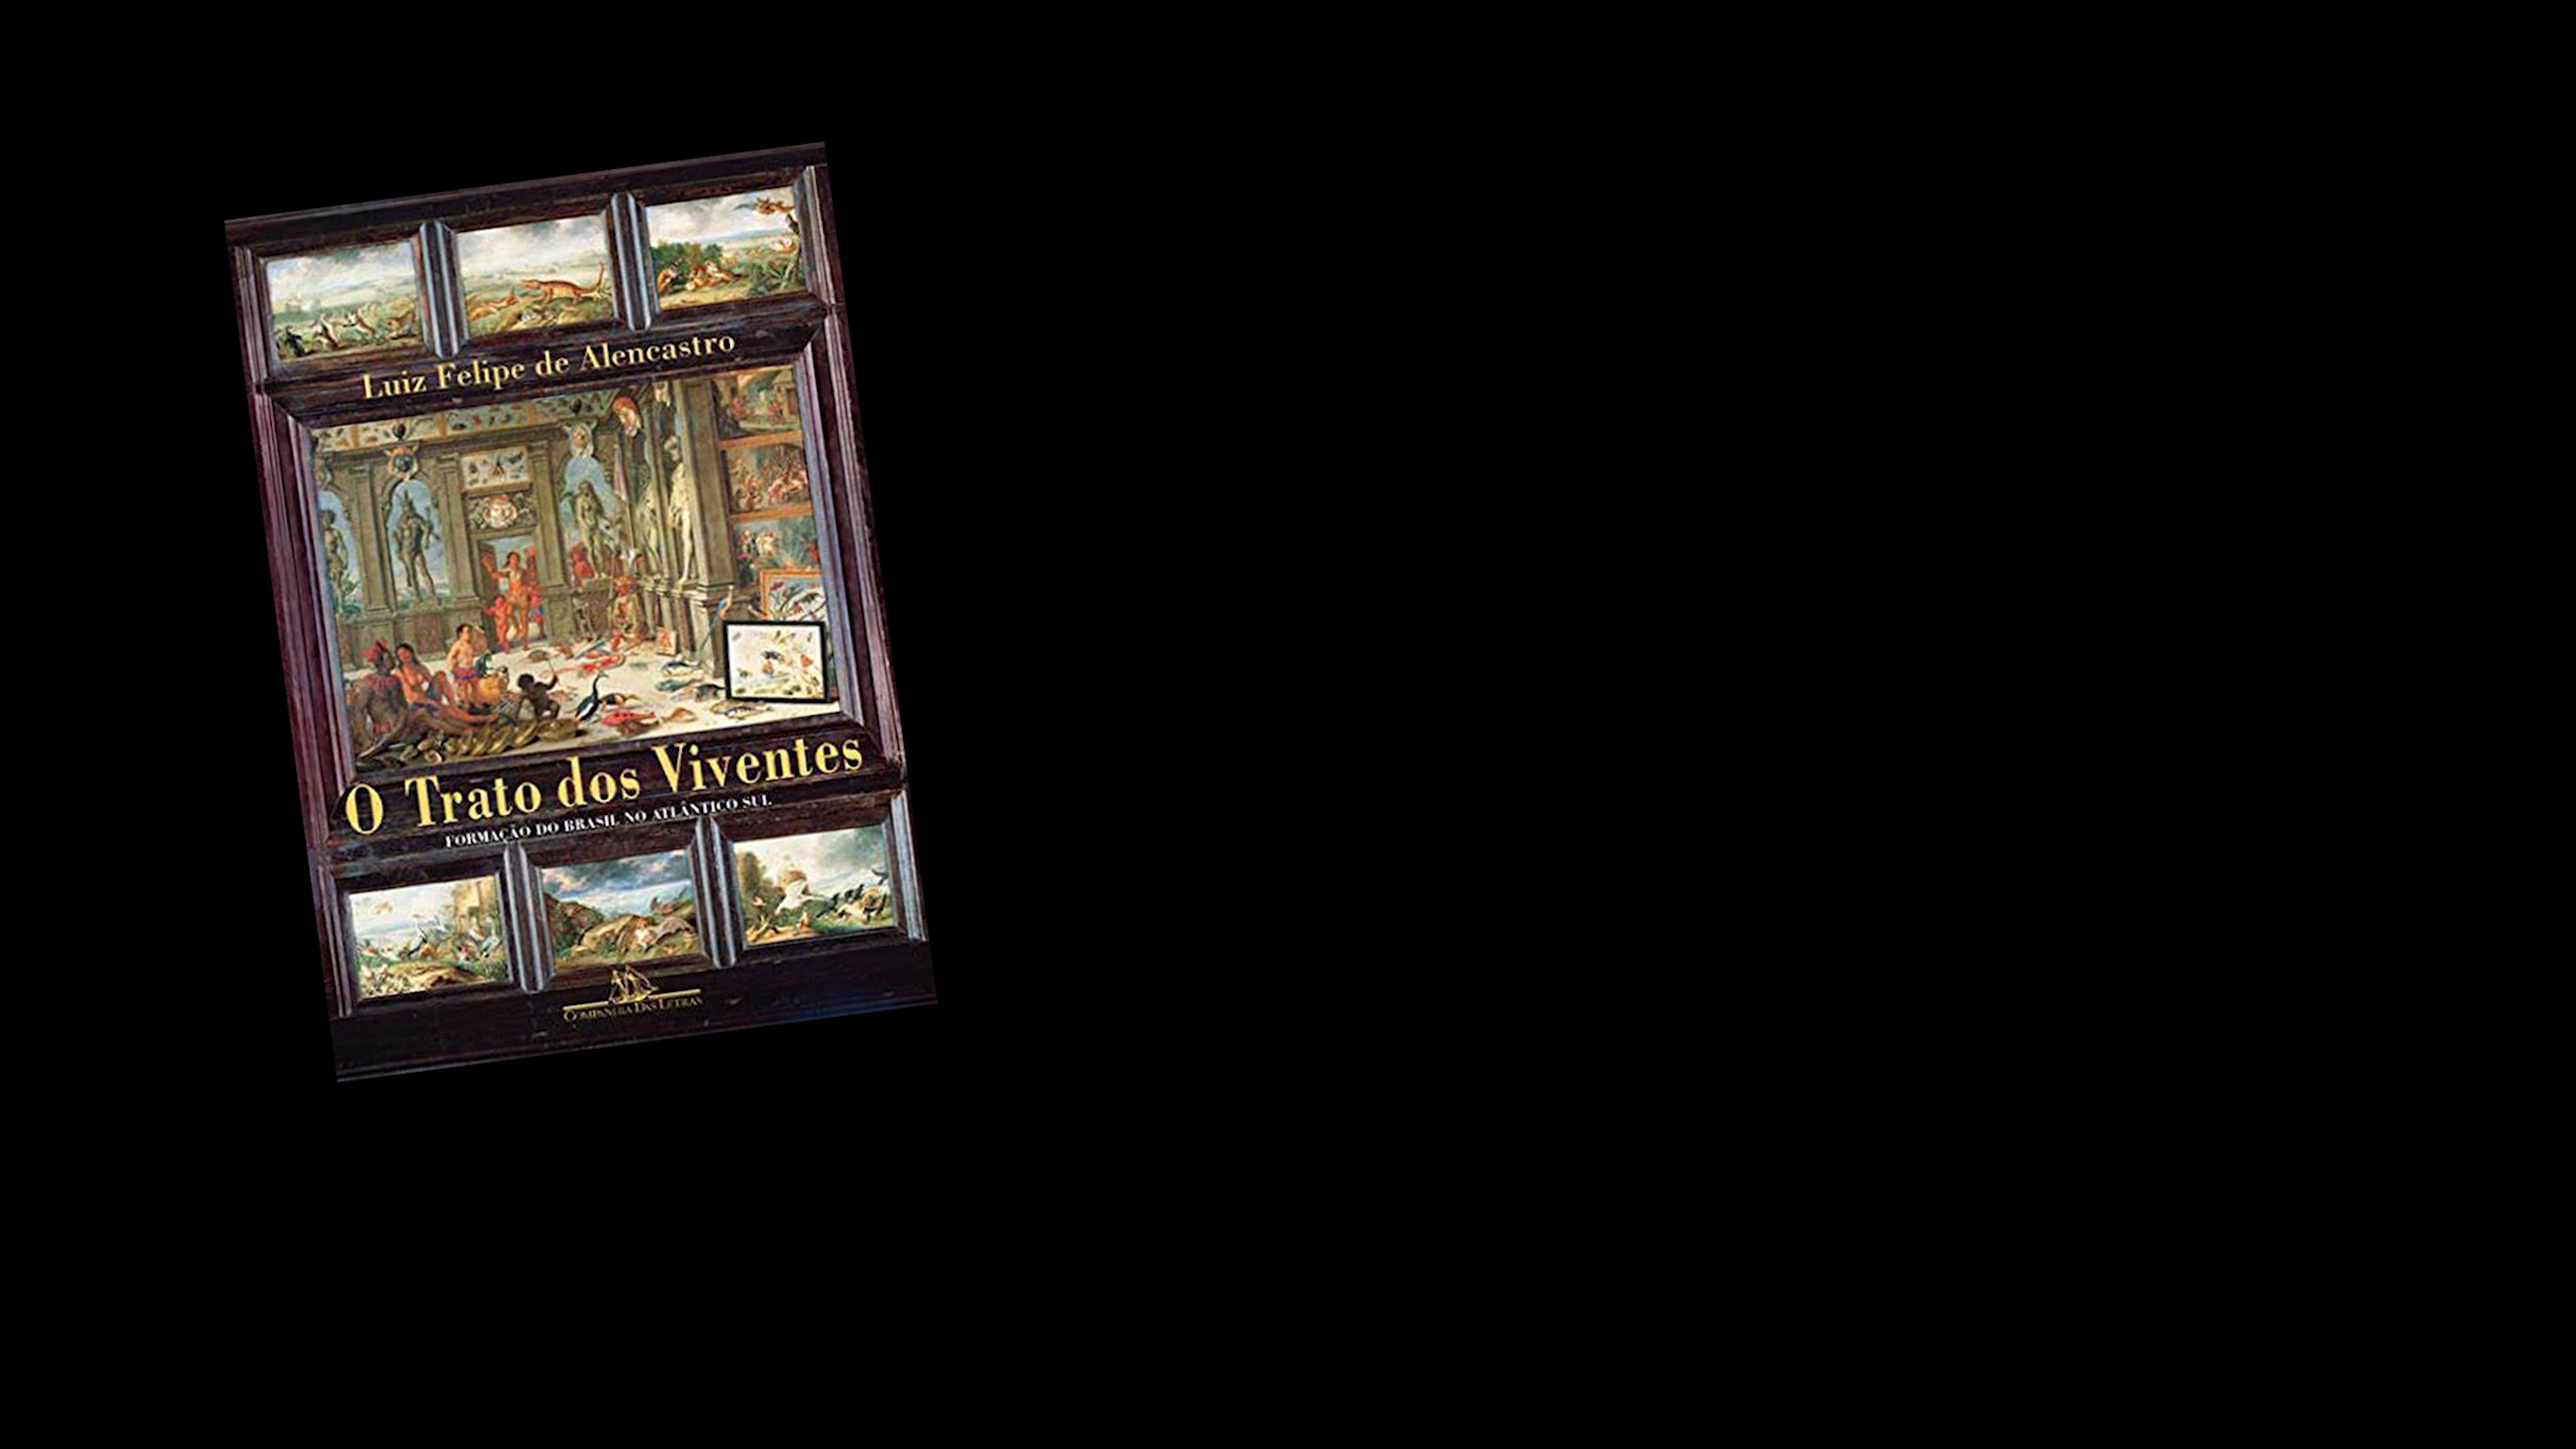 Luiz Felipe de Alencastro
O Trato dos Viventes
FORMAÇÃO DO BRASIL NO ATLÂNTICO SUL
COMPANHIA DAS LETRAS